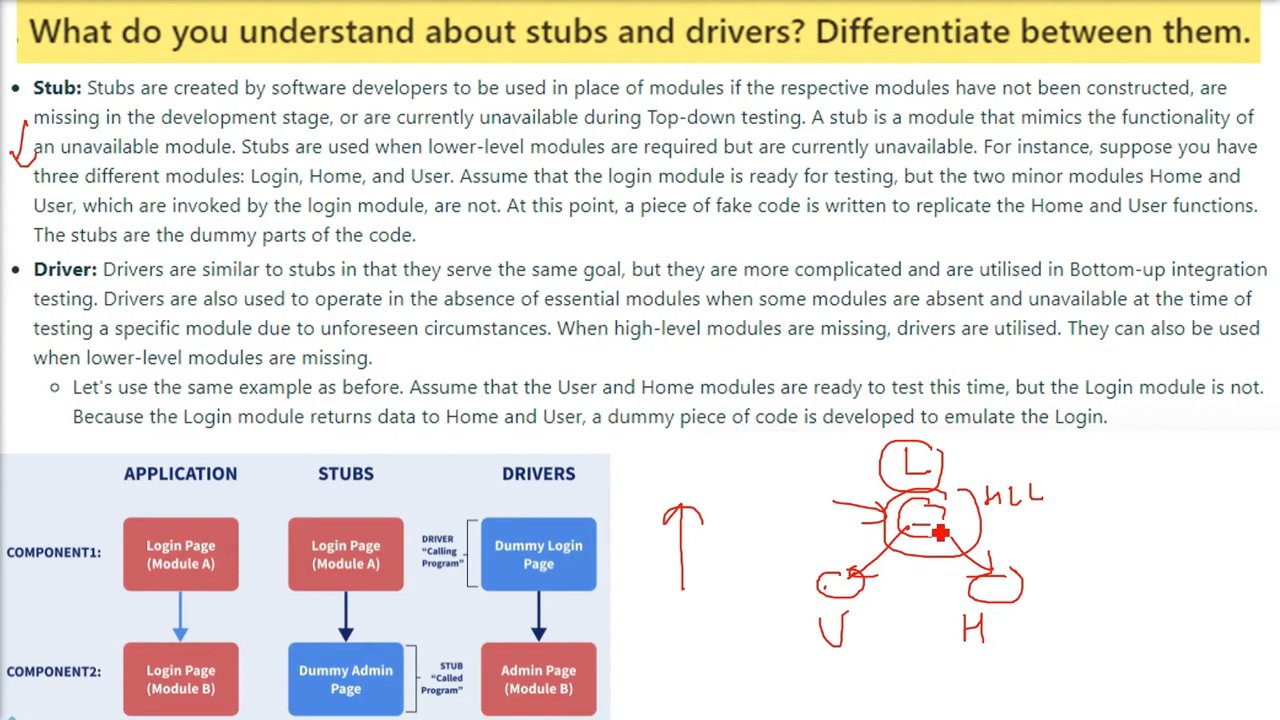 What do you understand about stubs and drivers? Differentiate between them.
• Stub: Stubs are created by software developers to be used in place of modules if the respective modules have not been constructed, are
missing in the development stage, or are currently unavailable during Top-down testing. A stub is a module that mimics the functionality of
an unavailable module. Stubs are used when lower-level modules are required but are currently unavailable. For instance, suppose you have
three different modules: Login, Home, and User. Assume that the login module is ready for testing, but the two minor modules Home and
User, which are invoked by the login module, are not. At this point, a piece of fake code is written to replicate the Home and User functions.
The stubs are the dummy parts of the code.
• Driver: Drivers are similar to stubs in that they serve the same goal, but they are more complicated and are utilised in Bottom-up integration
testing. Drivers are also used to operate in the absence of essential modules when some modules are absent and unavailable at the time of
testing a specific module due to unforeseen circumstances. When high-level modules are missing, drivers are utilised. They can also be used
when lower-level modules are missing.
○ Let's use the same example as before. Assume that the User and Home modules are ready to test this time, but the Login module is not.
Because the Login module returns data to Home and User, a dummy piece of code is developed to emulate the Login.
APPLICATION STUBS DRIVERS
COMPONENT1:
Login Page
(Module A)
Login Page
(Module A)
DRIVER
"Calling
Program"
Dummy Login
Page
COMPONENT2:
Login Page
(Module B)
Dummy Admin
Page
STUB
"Called
Program"
Admin Page
(Module B)
L
HLL
U H